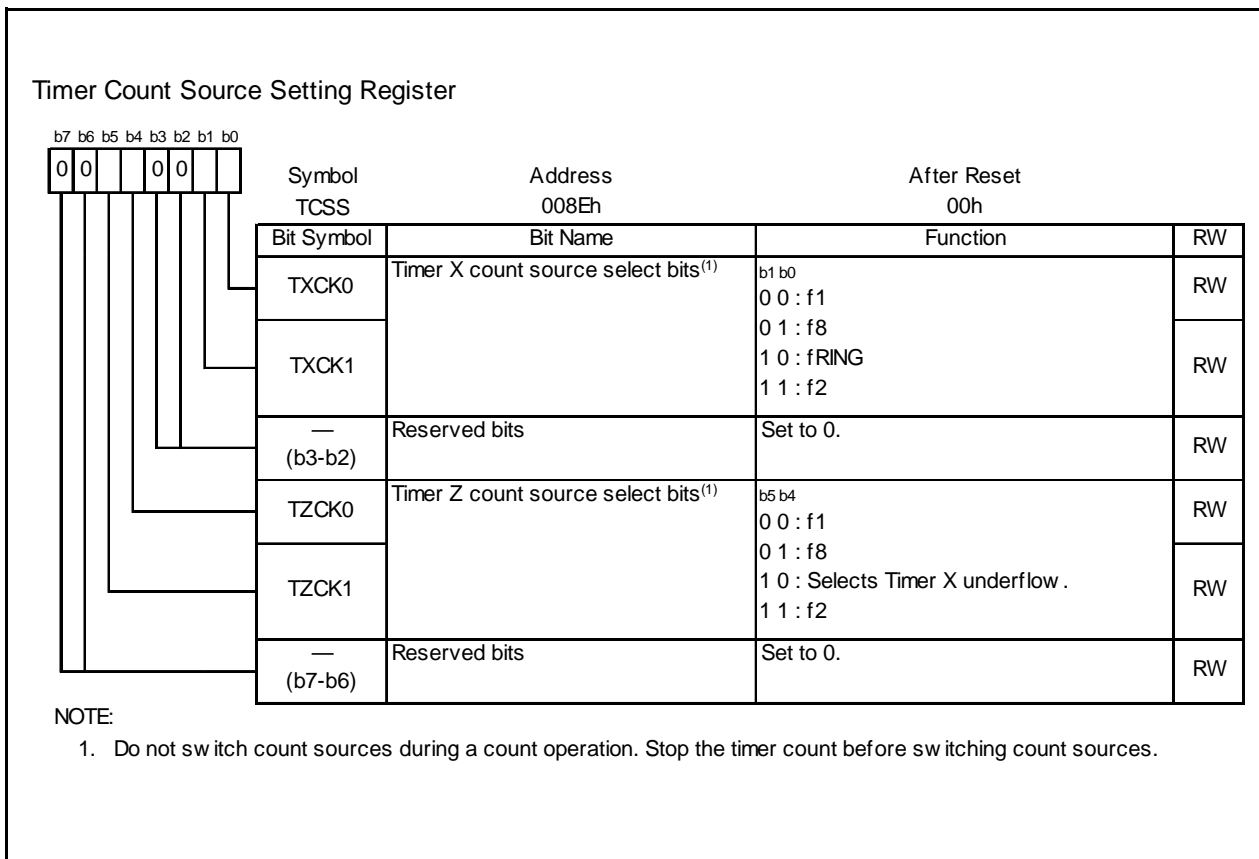 Timer Count Source Setting Register
b7 b6 b5 b4 b3 b2 b1 b0
0 0 0 0
Symbol Address After Reset
TCSS 008Eh 00h
Bit Symbol Bit Name Function RW
TXCK0 Timer X count source select bits(1) b1 b0 RW
0 0 : f1
0 1 : f8
TXCK1 1 0 : fRING RW
1 1 : f2
— Reserved bits Set to 0. RW
(b3-b2)
TZCK0 Timer Z count source select bits(1) b5 b4 RW
0 0 : f1
0 1 : f8
TZCK1 1 0 : Selects Timer X underflow. RW
1 1 : f2
— Reserved bits Set to 0. RW
(b7-b6)
NOTE:
1. Do not switch count sources during a count operation. Stop the timer count before switching count sources.